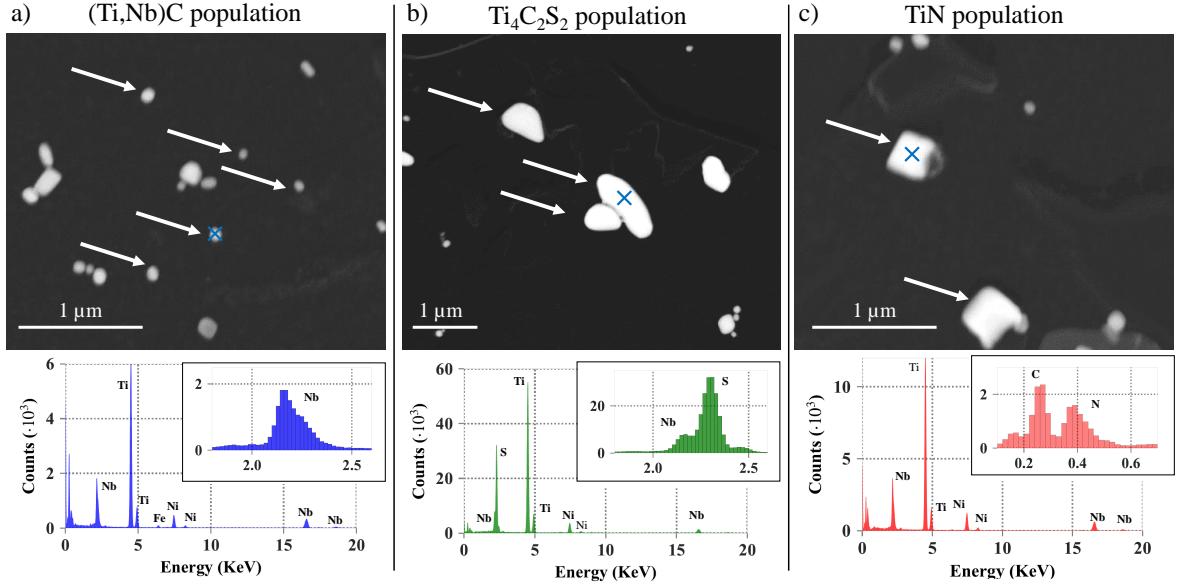 a) (Ti,Nb)C population
1 µm
6
4
2
0
Counts (·10³)
Ti
Nb
Ti
Fe
Ni
Ni
Nb
Nb
2
0
Nb
2.0
2.5
0
5
10
15
20
Energy (KeV)
b) Ti₄C₂S₂ population
1 µm
60
40
20
0
Counts (·10³)
Ti
S
Nb
Ti
Ni
Ni
Nb
20
0
S
Nb
2.0
2.5
0
5
10
15
20
Energy (KeV)
c) TiN population
1 µm
10
5
0
Counts (·10³)
Ti
Nb
Ti
Ni
Ni
Nb
Nb
2
0
C
N
0.2
0.4
0.6
0
5
10
15
20
Energy (KeV)